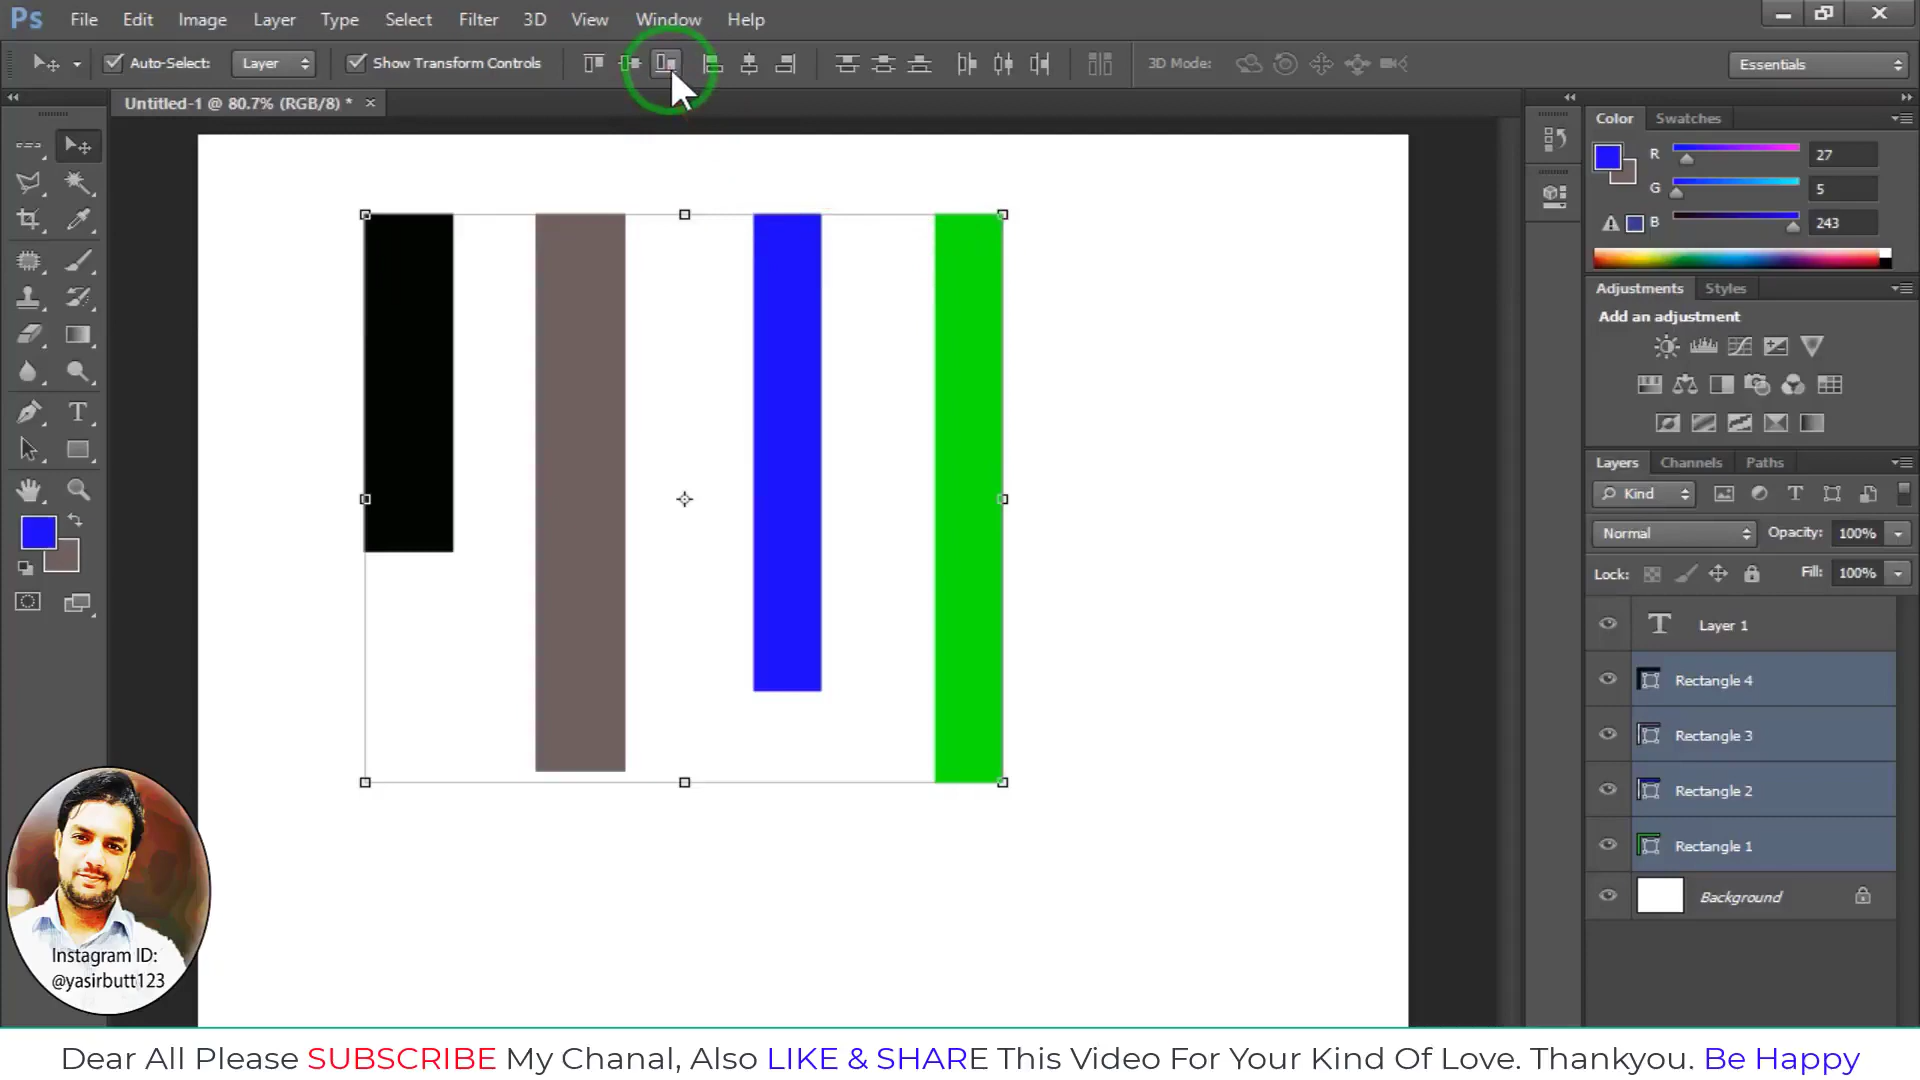 Ps File Edit Image Layer Type Select Filter 3D View Window Help
Auto-Select: Layer Show Transform Controls 3D Mode: Essentials
Untitled-1 @ 80.7% (RGB/8) * ×
Color Swatches
R 27
G 5
B 243
Adjustments Styles
Add an adjustment
Layers Channels Paths
Kind
Normal Opacity: 100%
Lock: Fill: 100%
Layer 1
Rectangle 4
Rectangle 3
Rectangle 2
Rectangle 1
Background
Instagram ID:
@yasirbutt123
Dear All Please SUBSCRIBE My Chanal, Also LIKE & SHARE This Video For Your Kind Of Love. Thankyou. Be Happy